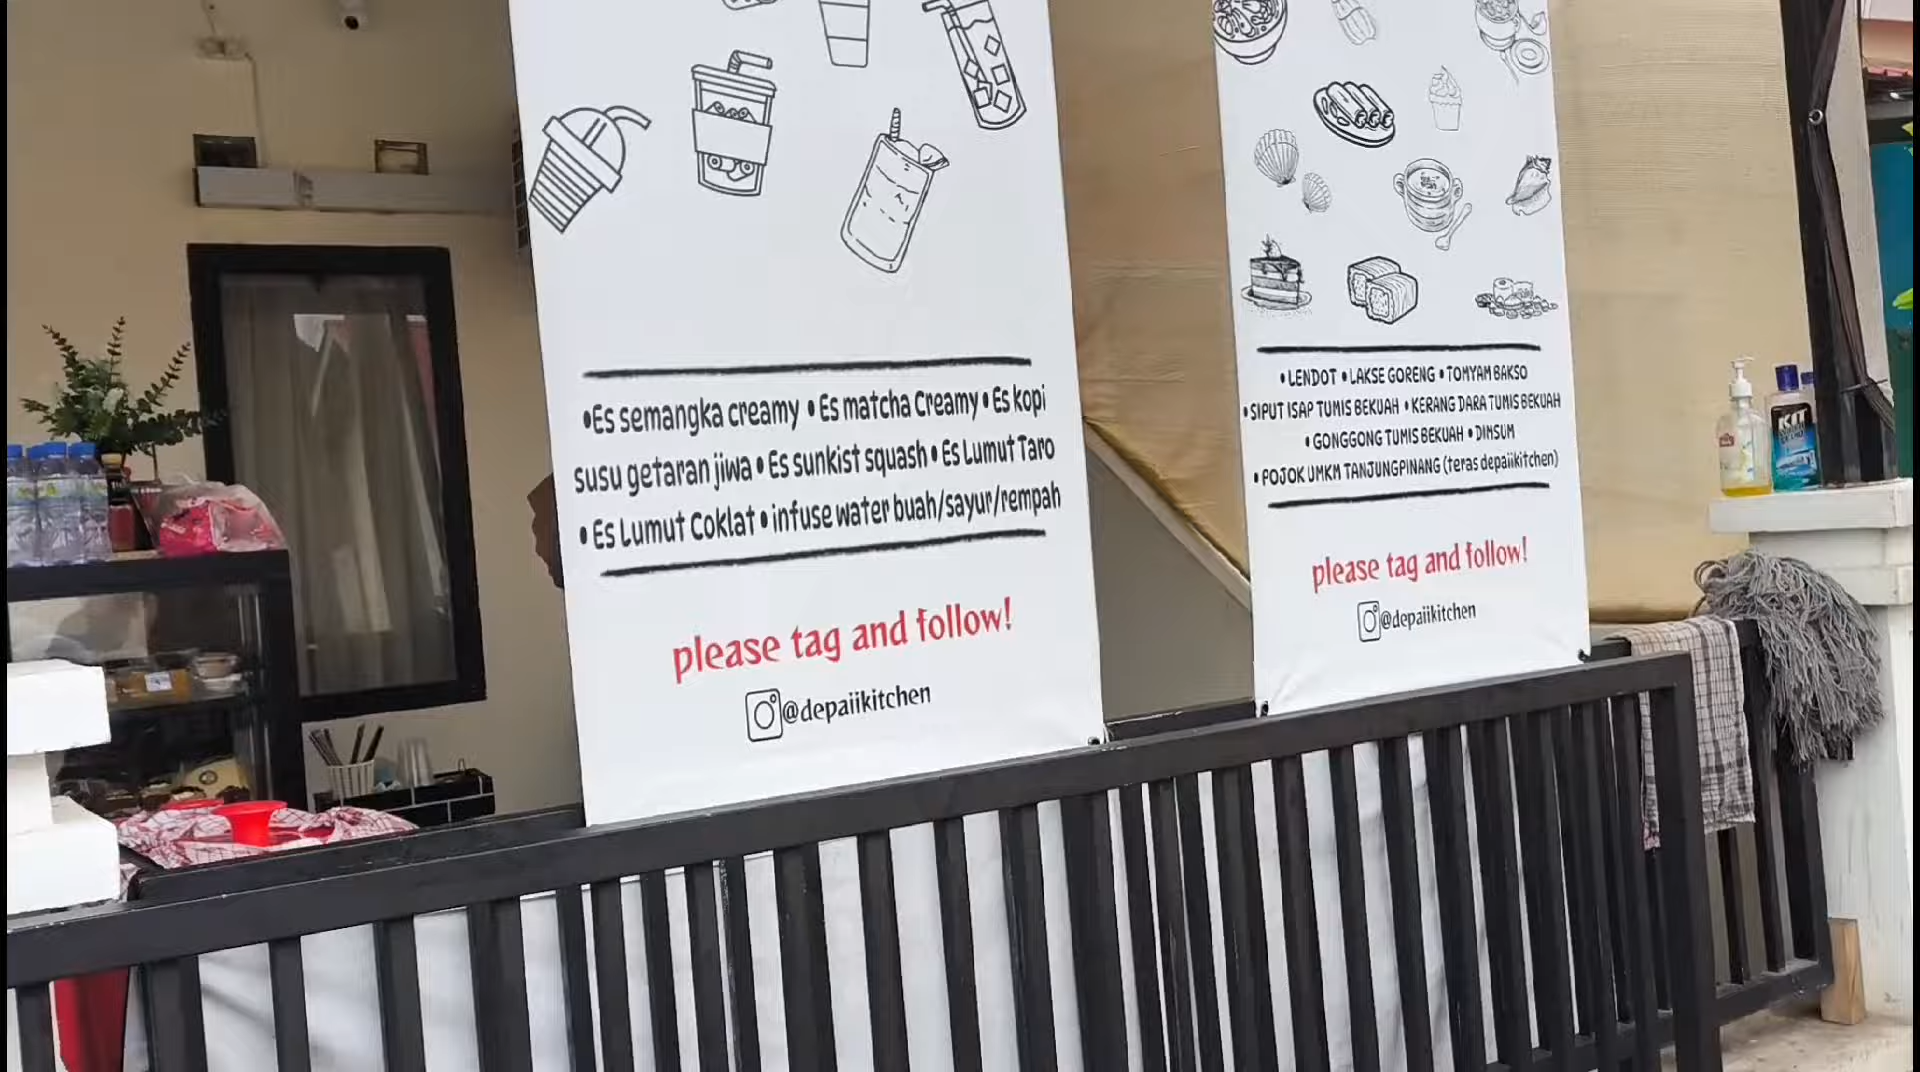 •Es semangka creamy •Es matcha Creamy•Es kopi
susu getaran jiwa•Es sunkist squash•Es Lumut Taro
•Es Lumut Coklat•infuse water buah/sayur/rempah
please tag and follow!
@depaiikitchen
•LENDOT •LAKSE GORENG •TOMYAM BAKSO
•SIPUT ISAP TUMIS BEKUAH •KERANG DARA TUMIS BEKUAH
•GONGGONG TUMIS BEKUAH •DIMSUM
•POJOK UMKM TANJUNGPINANG (teras depaiikitchen)
please tag and follow!
@depaiikitchen
KIT